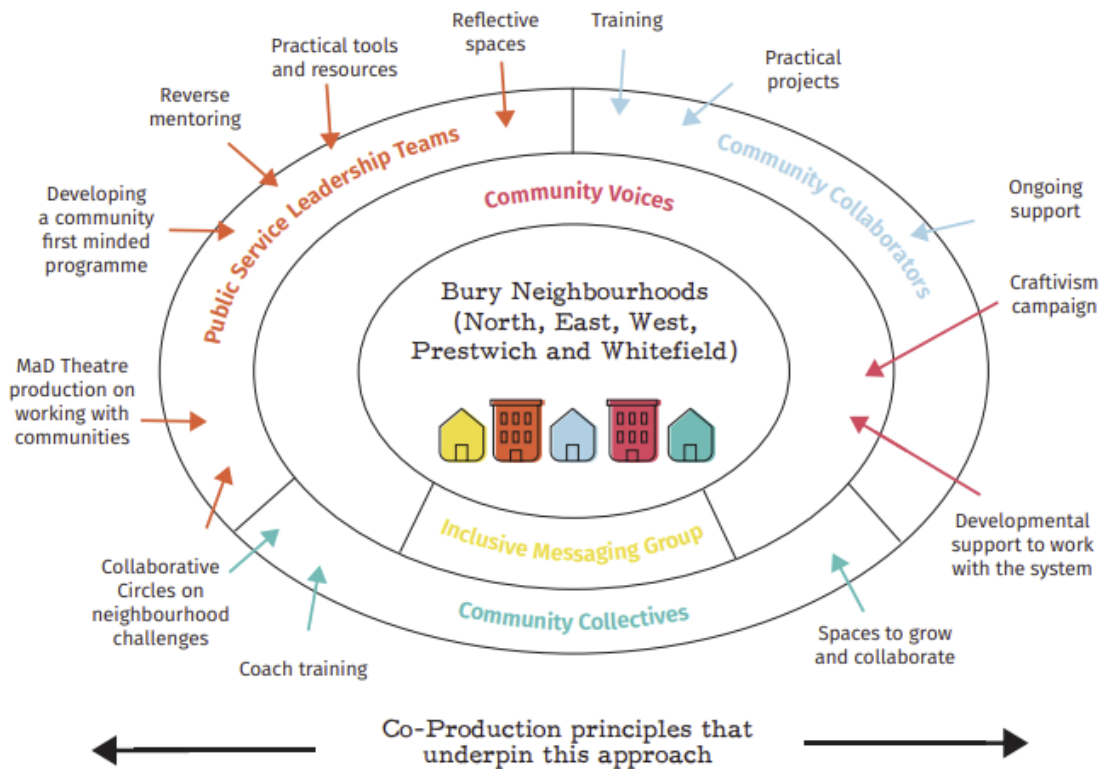 Reflective
spaces
Training
Practical tools
and resources
Practical
projects
Reverse
mentoring
Public Service Leadership Teams
Community Collaborators
Community Voices
Developing
a community
first minded
programme
Ongoing
support
Craftivism
campaign
Bury Neighbourhoods
(North, East, West,
Prestwich and Whitefield)
MaD Theatre
production on
working with
communities
Inclusive Messaging Group
Community Collectives
Developmental
support to work
with the system
Collaborative
Circles on
neighbourhood
challenges
Coach training
Spaces to grow
and collaborate
Co-Production principles that
underpin this approach